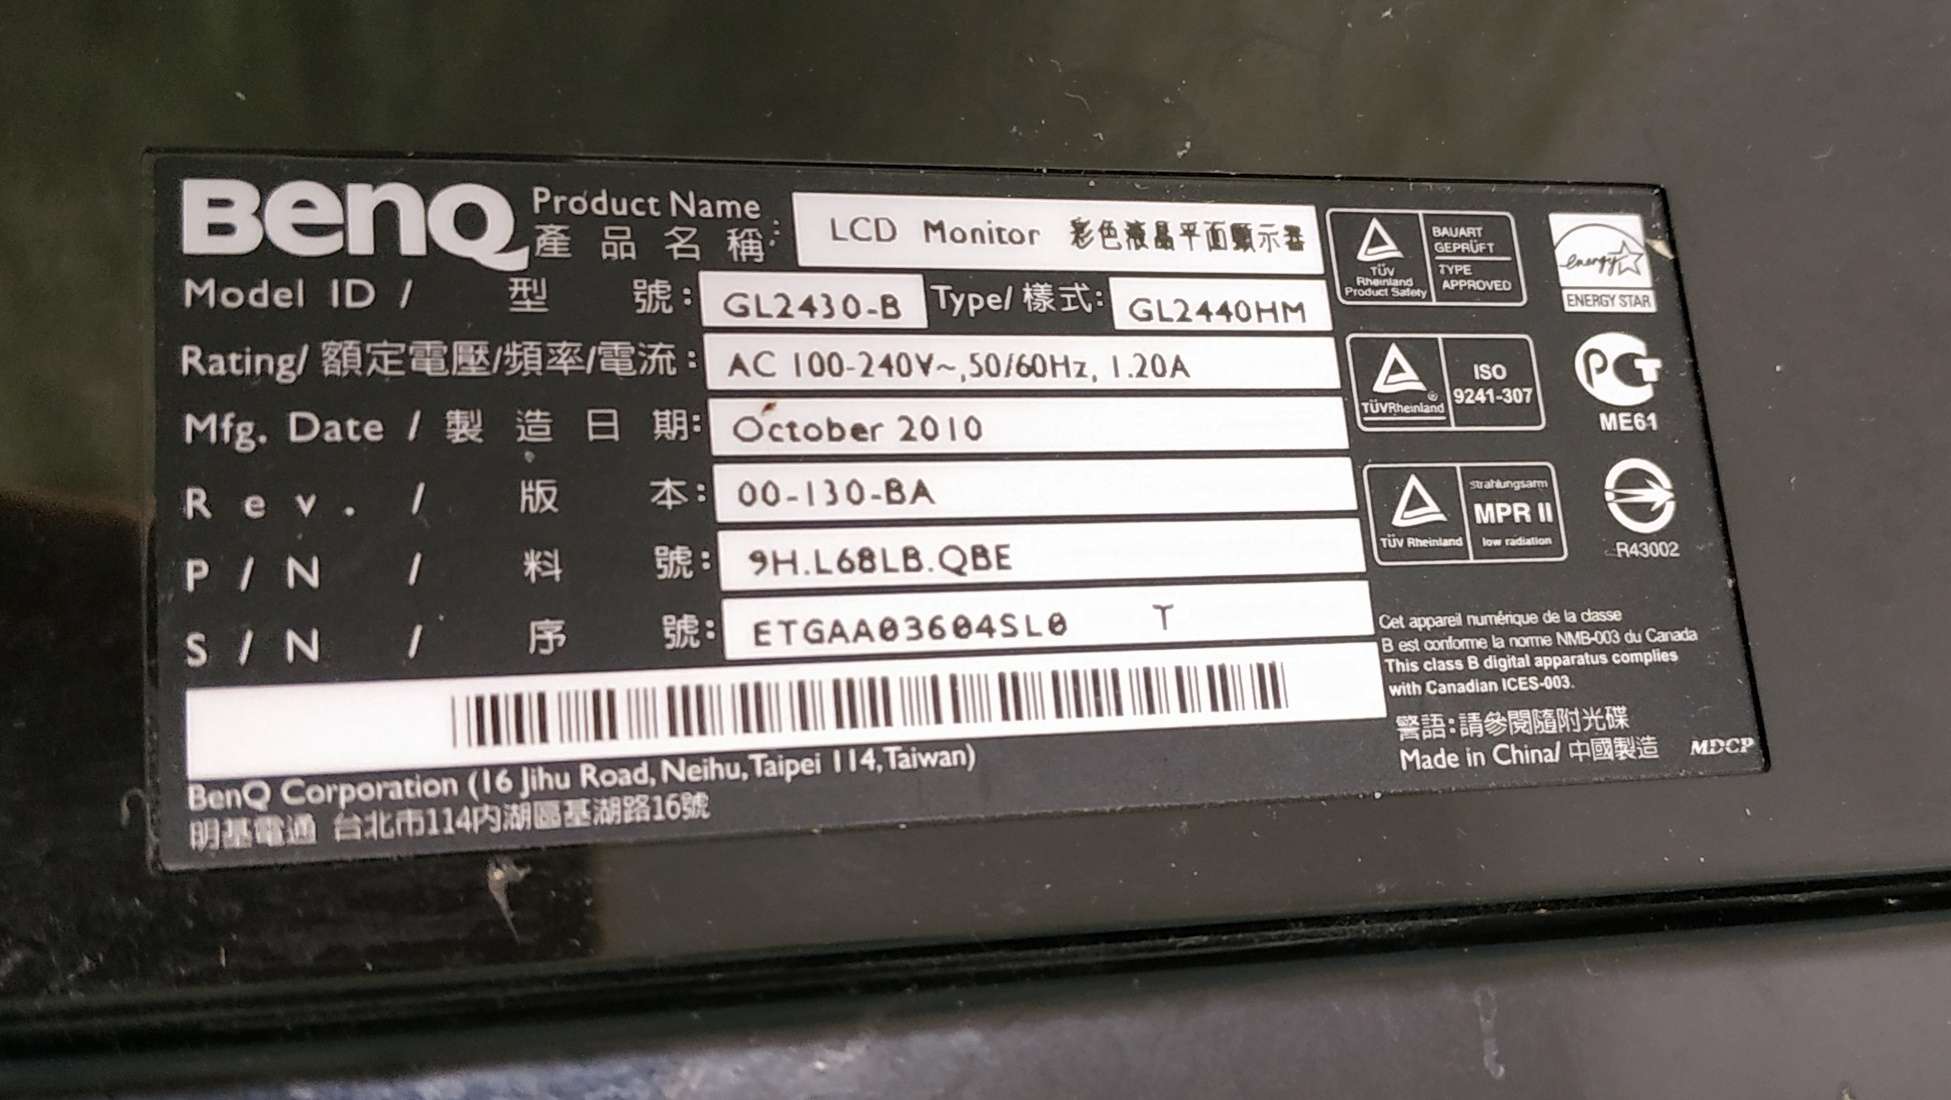 BenQ Product Name 產品名稱: LCD Monitor 彩色液晶平面顯示器
Model ID / 型號: GL2430-B Type/ 樣式: GL2440HM
Rating/ 額定電壓/頻率/電流: AC 100-240V~,50/60Hz, 1.20A
Mfg. Date / 製造日期: October 2010
Rev. / 版本: 00-130-BA
P/N / 料號: 9H.L68LB.QBE
S/N / 序號: ETGAA03604SL0 T
BenQ Corporation (16 Jihu Road, Neihu, Taipei 114, Taiwan)
明基電通 台北市114內湖區基湖路16號
TÜV Rheinland Product Safety
BAUART GEPRÜFT
TYPE APPROVED
energy
ENERGY STAR
TÜVRheinland®
ISO 9241-307
PCT
ME61
TÜV Rheinland
strahlungsarm
MPR II
low radiation
R43002
Cet appareil numérique de la classe
B est conforme la norme NMB-003 du Canada
This class B digital apparatus complies
with Canadian ICES-003.
警語:請參閱隨附光碟
Made in China/ 中國製造 MDCP